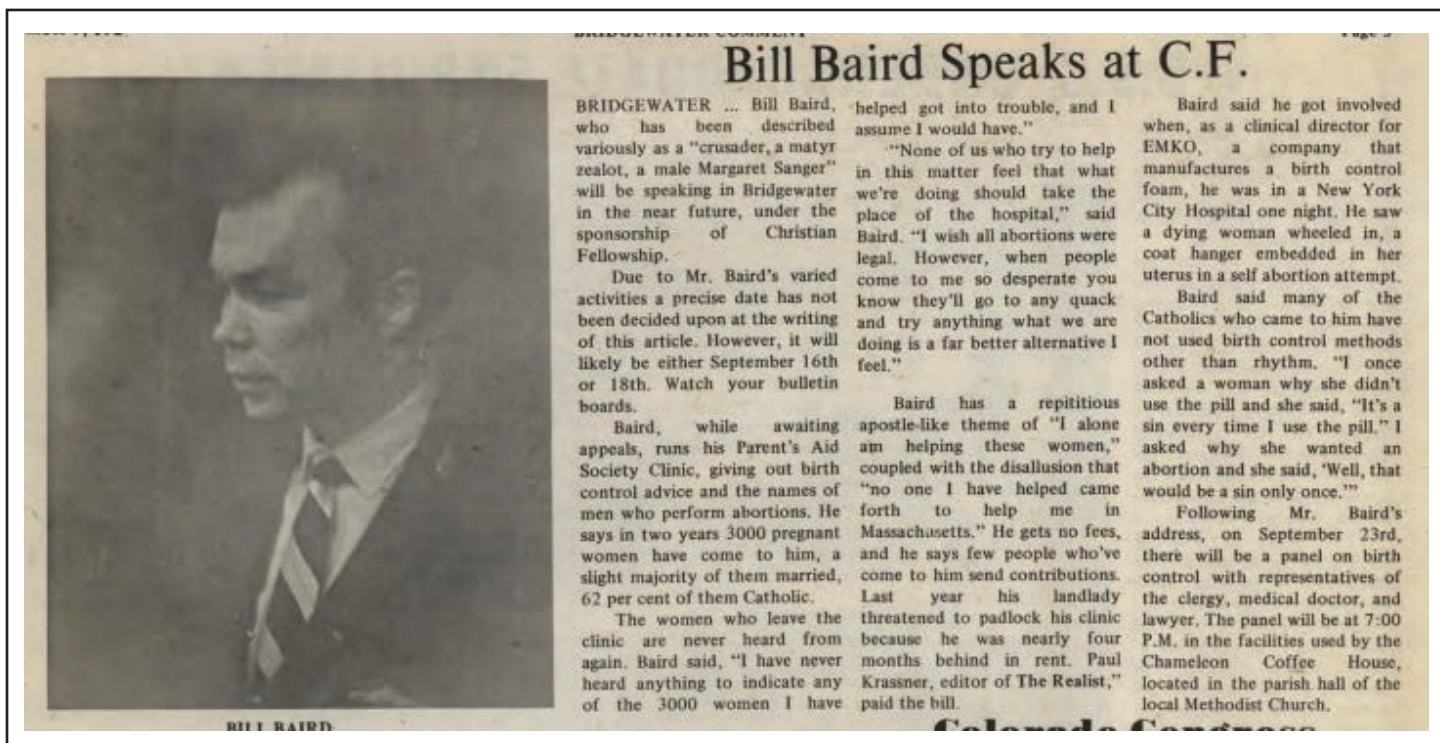 BRIDGEWATER COMMENT
Bill Baird Speaks at C.F.
BRIDGEWATER ... Bill Baird,
who has been described
variously as a "crusader, a matyr
zealot, a male Margaret Sanger"
will be speaking in Bridgewater
in the near future, under the
sponsorship of Christian
Fellowship.
Due to Mr. Baird's varied
activities a precise date has not
been decided upon at the writing
of this article. However, it will
likely be either September 16th
or 18th. Watch your bulletin
boards.
Baird, while awaiting
appeals, runs his Parent's Aid
Society Clinic, giving out birth
control advice and the names of
men who perform abortions. He
says in two years 3000 pregnant
women have come to him, a
slight majority of them married,
62 per cent of them Catholic.
The women who leave the
clinic are never heard from
again. Baird said, "I have never
heard anything to indicate any
of the 3000 women I have
helped got into trouble, and I
assume I would have."
"None of us who try to help
in this matter feel that what
we're doing should take the
place of the hospital," said
Baird. "I wish all abortions were
legal. However, when people
come to me so desperate you
know they'll go to any quack
and try anything what we are
doing is a far better alternative I
feel."
Baird has a repititious
apostle-like theme of "I alone
am helping these women,"
coupled with the disallusion that
"no one I have helped came
forth to help me in
Massachusetts." He gets no fees,
and he says few people who've
come to him send contributions.
Last year his landlady
threatened to padlock his clinic
because he was nearly four
months behind in rent. Paul
Krassner, editor of The Realist,"
paid the bill.
Baird said he got involved
when, as a clinical director for
EMKO, a company that
manufactures a birth control
foam, he was in a New York
City Hospital one night. He saw
a dying woman wheeled in, a
coat hanger embedded in her
uterus in a self abortion attempt.
Baird said many of the
Catholics who came to him have
not used birth control methods
other than rhythm. "I once
asked a woman why she didn't
use the pill and she said, "It's a
sin every time I use the pill." I
asked why she wanted an
abortion and she said, 'Well, that
would be a sin only once.'"
Following Mr. Baird's
address, on September 23rd,
there will be a panel on birth
control with representatives of
the clergy, medical doctor, and
lawyer. The panel will be at 7:00
P.M. in the facilities used by the
Chameleon Coffee House,
located in the parish hall of the
local Methodist Church.
BILL BAIRD
Colorado Congress